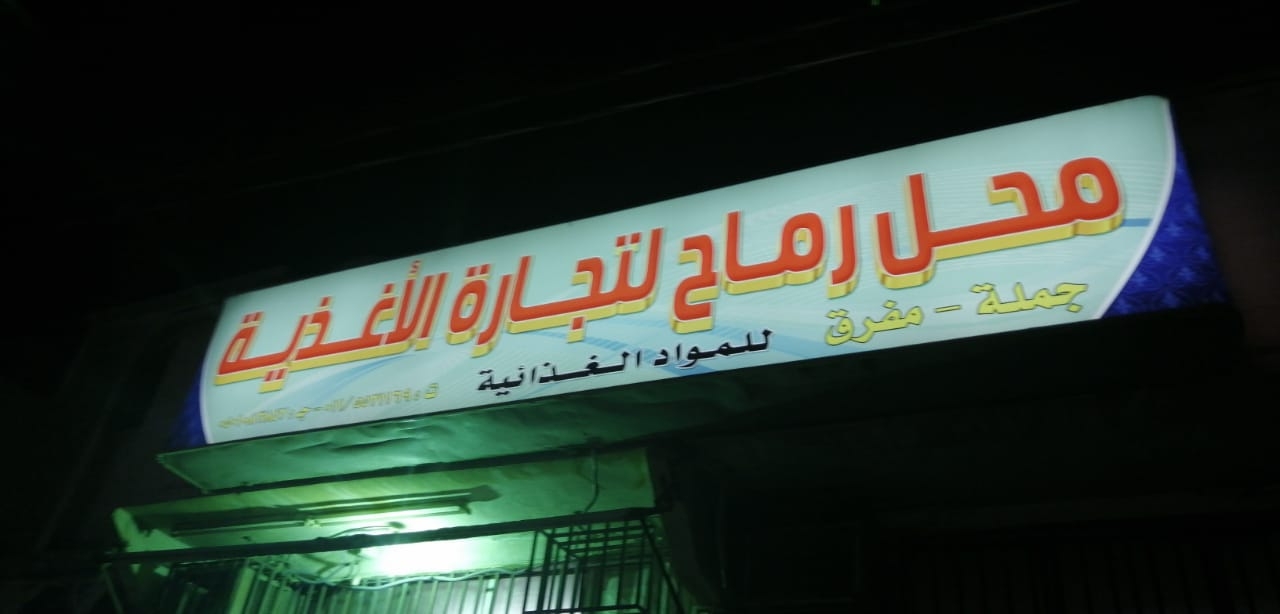 محل رماح لتجارة الأغذية
جملة - مفرق
للمواد الغذائية